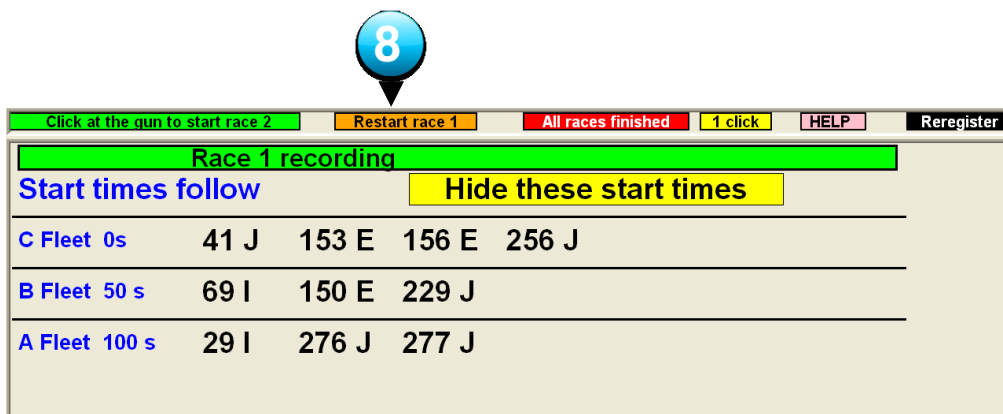 8
Click at the gun to start race 2 Restart race 1 All races finished 1 click HELP Reregister
Race 1 recording
Start times follow Hide these start times
C Fleet 0s 41 J 153 E 156 E 256 J
B Fleet 50 s 69 I 150 E 229 J
A Fleet 100 s 29 I 276 J 277 J